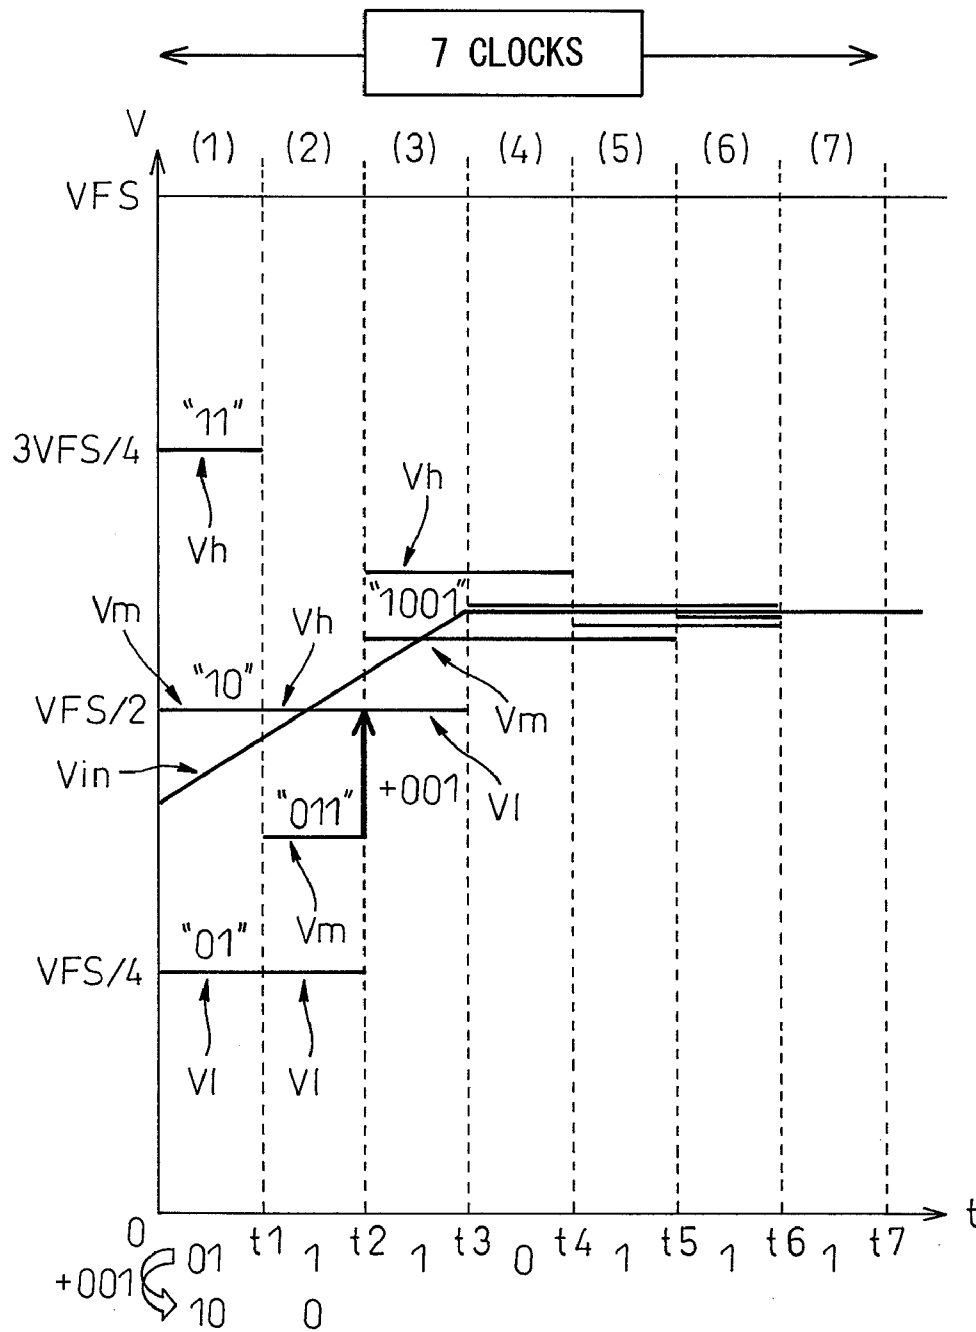 7 CLOCKS
V
(1) (2) (3) (4) (5) (6) (7)
VFS
"11"
3VFS/4
Vh
Vh
"1001"
Vm
Vh
"10"
VFS/2
Vm
Vin
"011"
+001
Vl
Vm
"01"
VFS/4
Vl
Vl
t
0 t1 t2 t3 t4 t5 t6 t7
01 1 1 0 1 1 1
+001
10 0